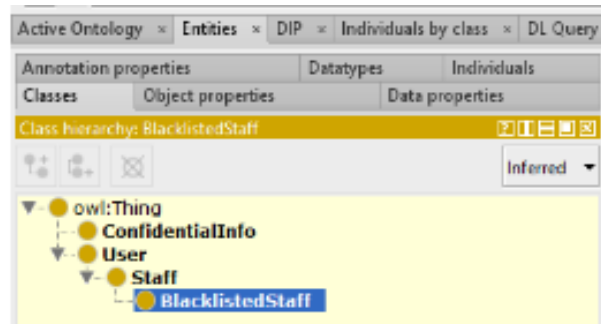 Active Ontology × Entities × DIP × Individuals by class × DL Query
Annotation properties Datatypes Individuals
Classes Object properties Data properties
Class hierarchy: BlacklistedStaff
Inferred
owl:Thing
ConfidentialInfo
User
Staff
BlacklistedStaff